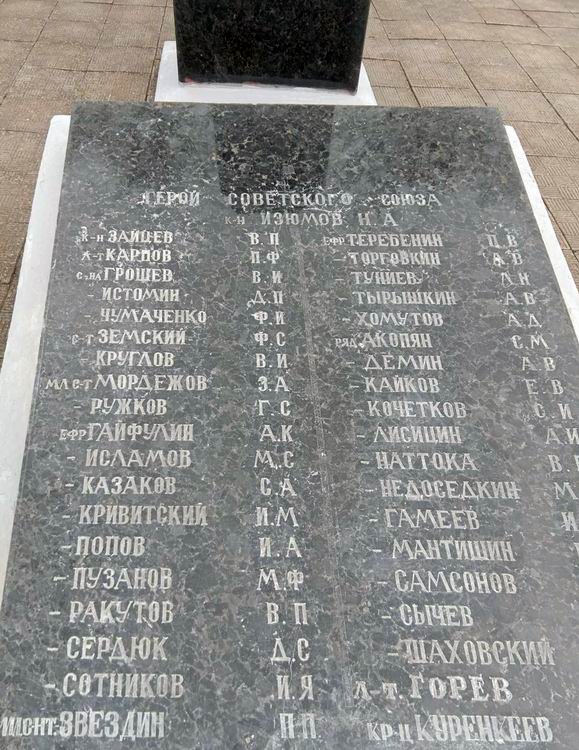 ГЕРОЙ СОВЕТСКОГО СОЮЗА
К-Н ИЗЮМОВ Н.А
К-Н ЗАЙЦЕВ В.П
Л-Т КАРПОВ П.Ф
С-НА ГРОШЕВ В.И
- ИСТОМИН Д.П
- ЧУМАЧЕНКО Ф.И
С-Т ЗЕМСКИЙ Ф.С
- КРУГЛОВ В.И
МЛ С-Т МОРДЕЖОВ З.А
- РУЖКОВ Г.С
ЕФР ГАЙФУЛИН А.К
- ИСЛАМОВ М.С
- КАЗАКОВ С.А
- КРИВИТСКИЙ И.М
- ПОПОВ И.А
- ПУЗАНОВ М.Ф
- РАКУТОВ В.П
- СЕРДЮК Д.С
- СОТНИКОВ И.Я
ЗВЕЗДИН П.П.
ЕФР ТЕРЕБЕНИН П.В
- ТОРГОВКИН А.В
- ТУНИЕВ
- ТЫРЫШКИН А.В
- ХОМУТОВ А.Д
РЯД АКОПЯН С.М
- ДЕМИН А.В
- КАЙКОВ Е.В
- КОЧЕТКОВ С.И
- ЛИСИЦИН А.И
- НАТТОКА В.
- НЕДОСЕДКИН
- ГАМЕЕВ
- МАНТИШИН
- САМСОНОВ
- СЫЧЕВ
- ШАХОВСКИЙ
Л-Т. ГОРЕВ
КР-Ц КУРЕНКЕЕВ